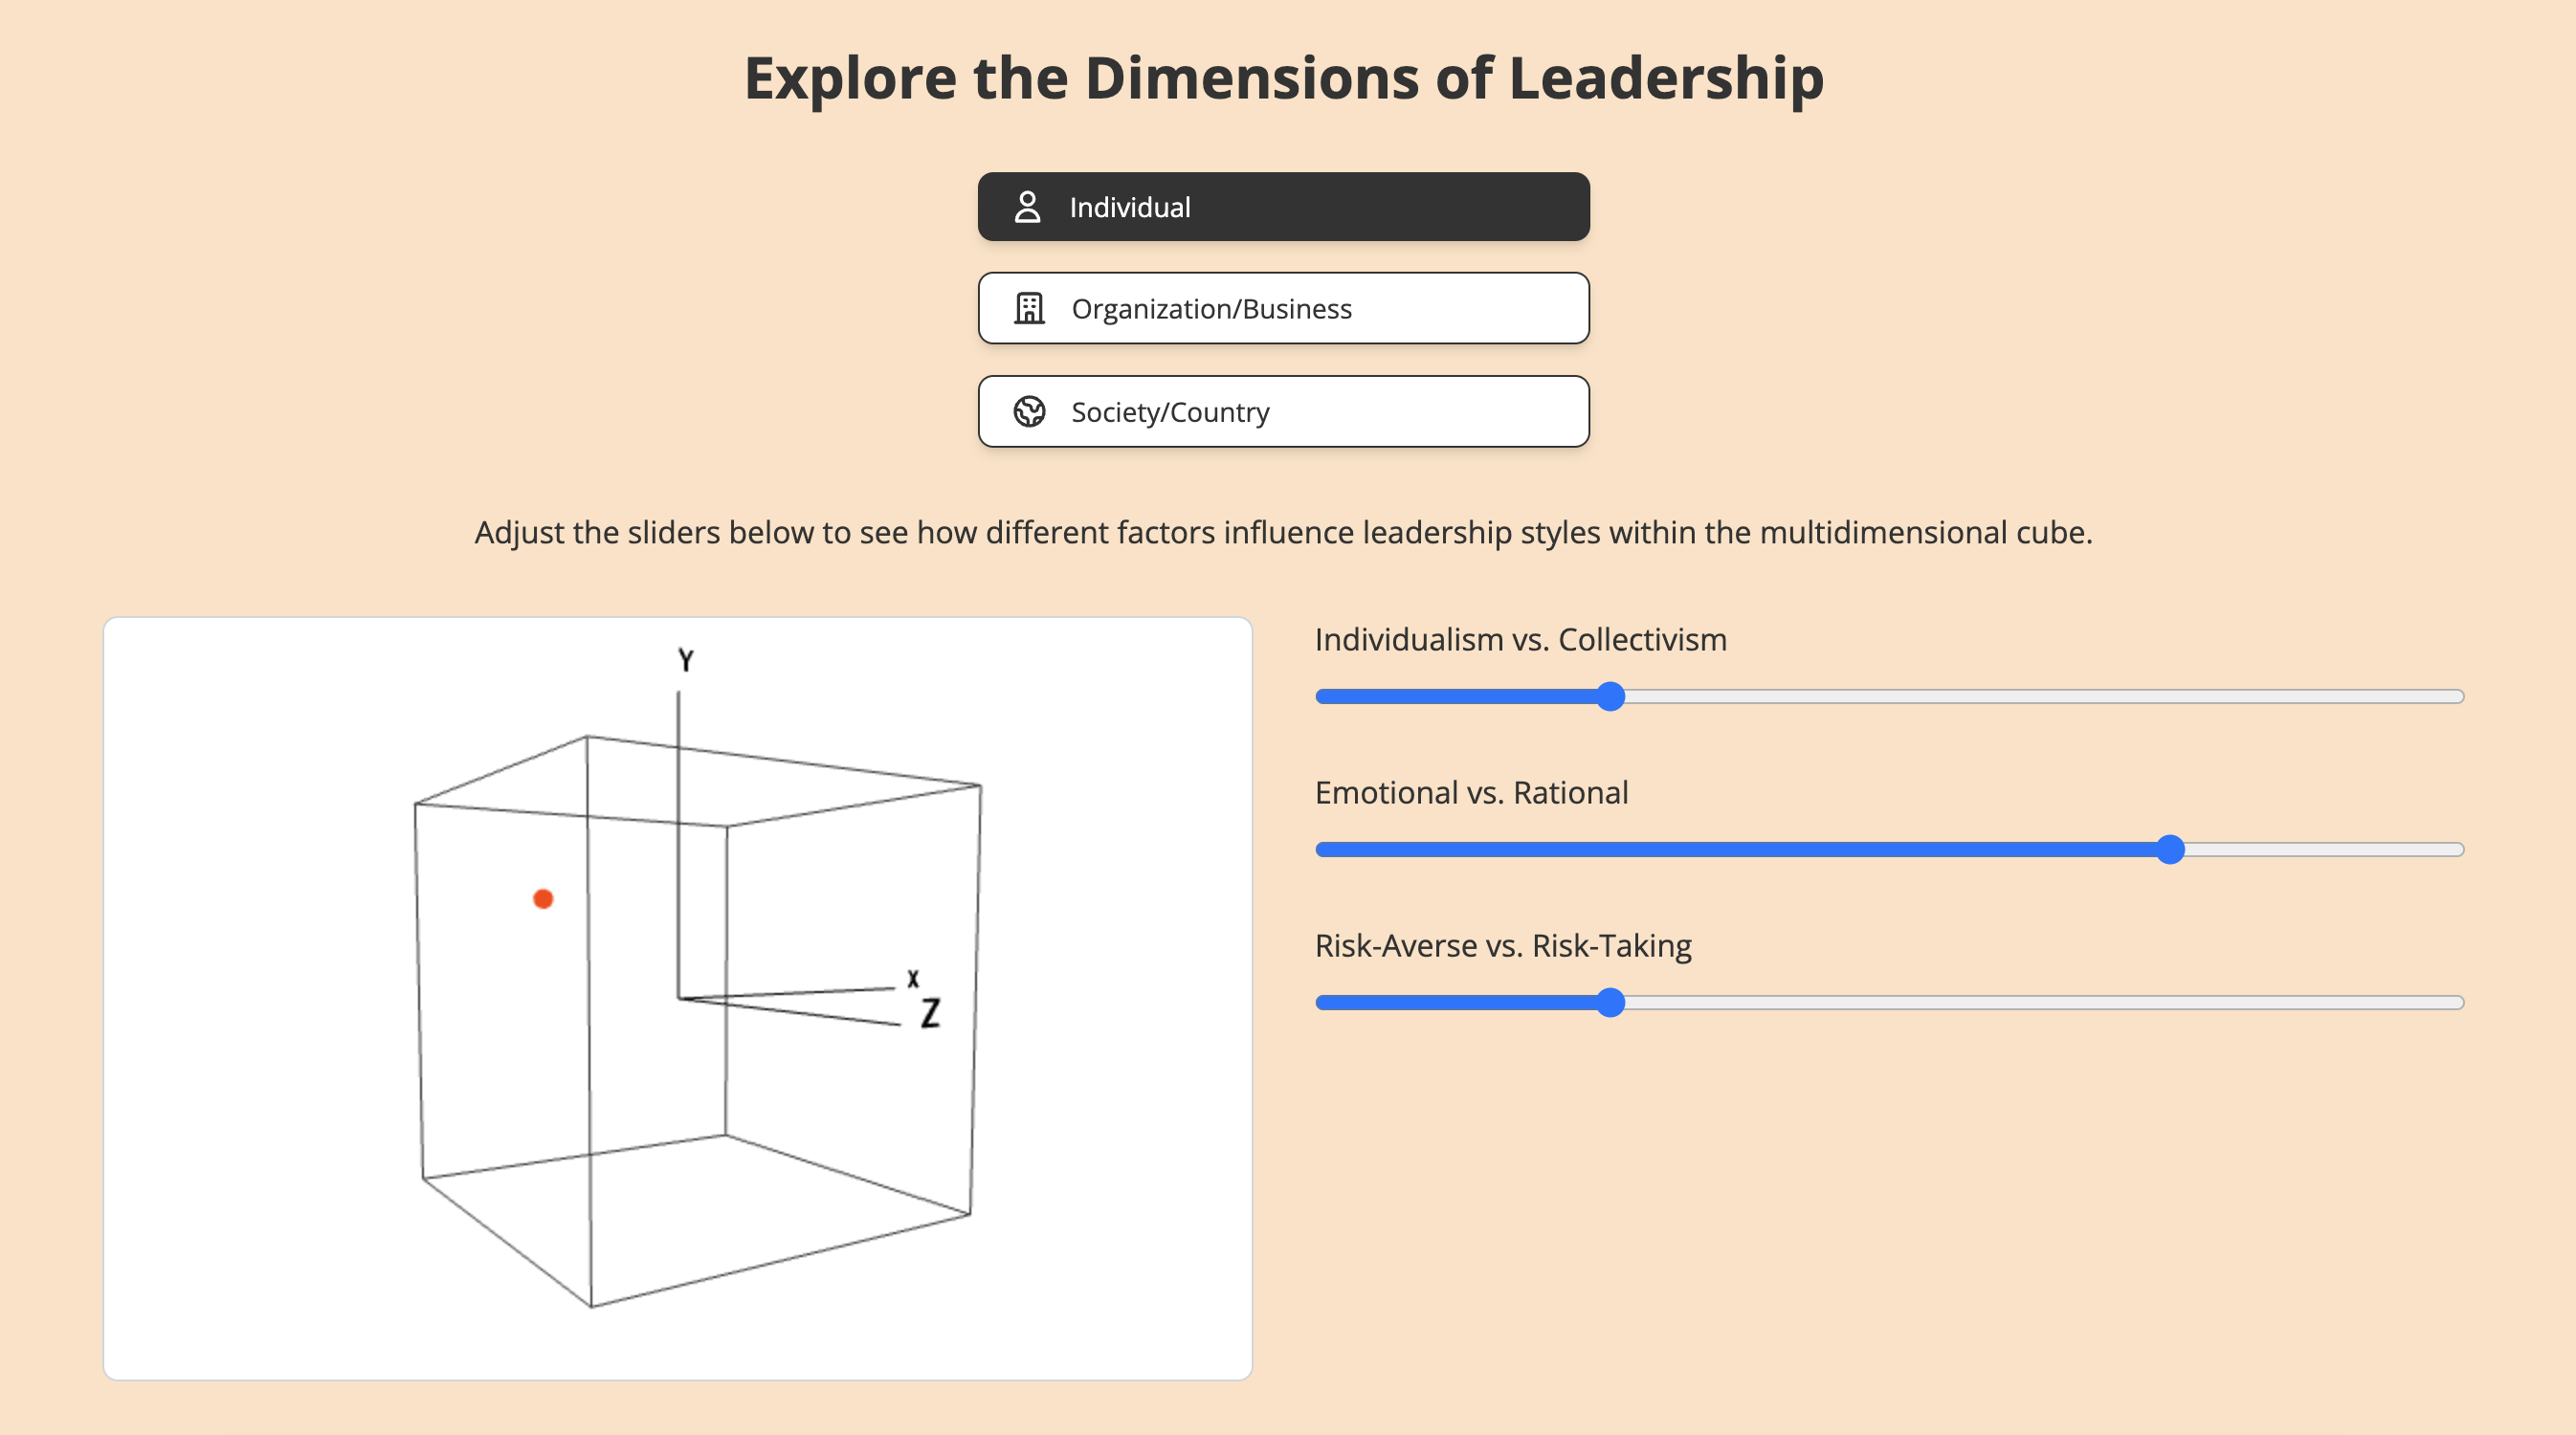 Explore the Dimensions of Leadership
Individual
Organization/Business
Society/Country
Adjust the sliders below to see how different factors influence leadership styles within the multidimensional cube.
Y
X
Z
Individualism vs. Collectivism
Emotional vs. Rational
Risk-Averse vs. Risk-Taking